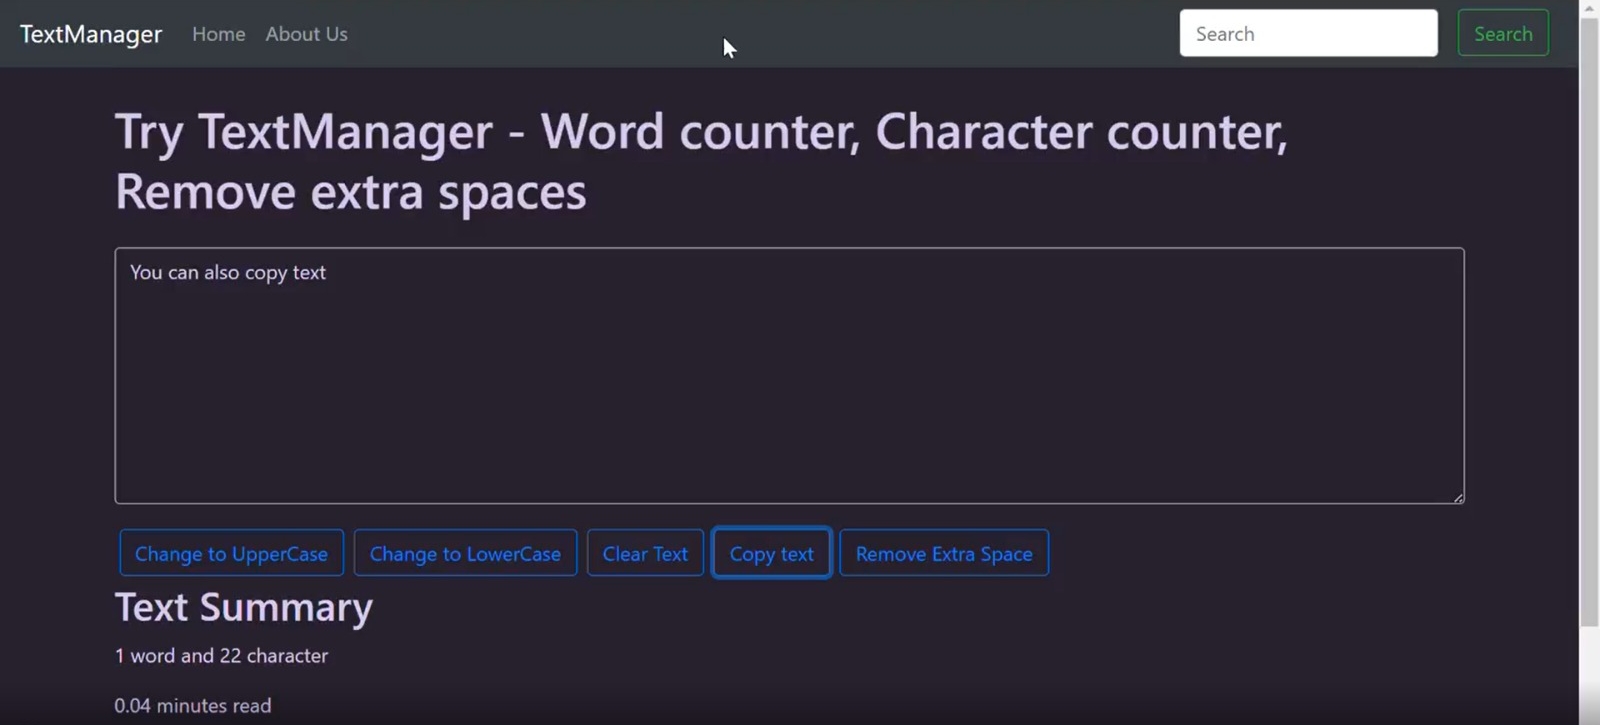 TextManager Home About Us Search Search
Try TextManager - Word counter, Character counter,
Remove extra spaces
You can also copy text
Change to UpperCase Change to LowerCase Clear Text Copy text Remove Extra Space
Text Summary
1 word and 22 character
0.04 minutes read